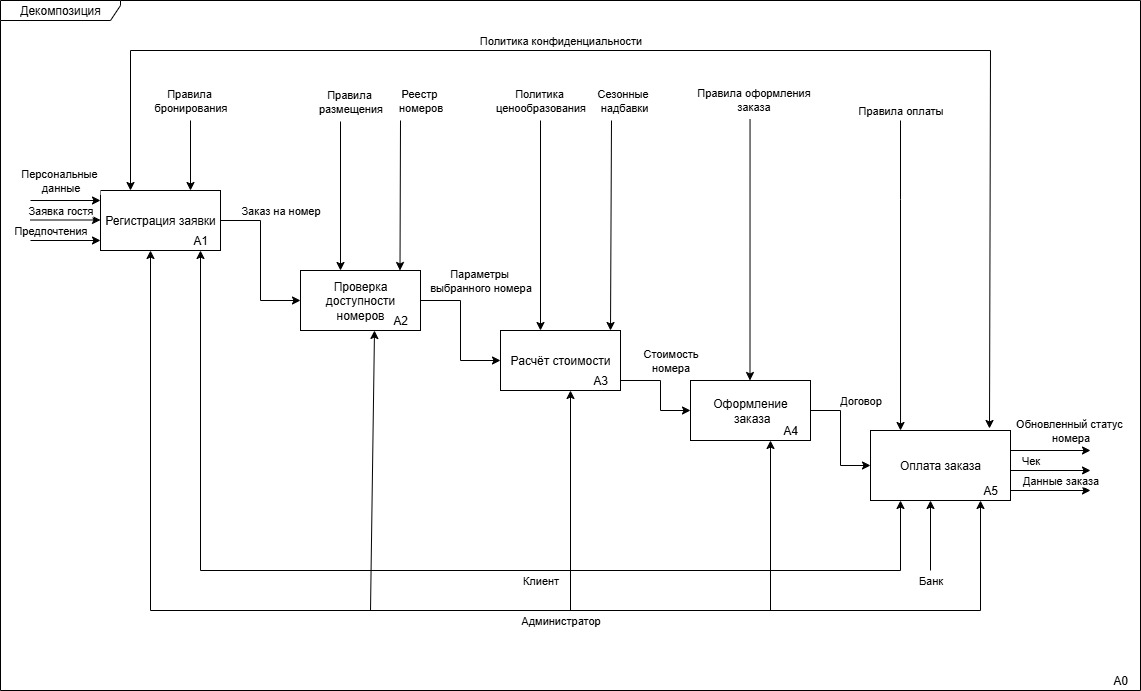 Декомпозиция
Политика конфиденциальности
Правила
бронирования
Правила
размещения
Реестр
номеров
Политика
ценообразования
Сезонные
надбавки
Правила оформления
заказа
Правила оплаты
Персональные
данные
Заявка гостя
Предпочтения
Регистрация заявки
A1
Заказ на номер
Проверка
доступности
номеров
A2
Параметры
выбранного номера
Расчёт стоимости
A3
Стоимость
номера
Оформление
заказа
A4
Договор
Оплата заказа
A5
Обновленный статус
номера
Чек
Данные заказа
Клиент
Банк
Администратор
A0